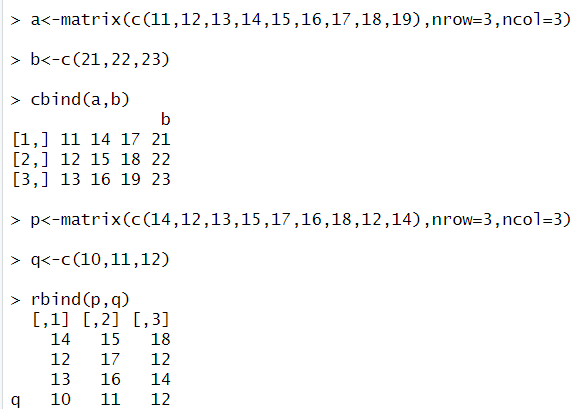 > a<-matrix(c(11,12,13,14,15,16,17,18,19),nrow=3,ncol=3)
> b<-c(21,22,23)
> cbind(a,b)
               b
[1,] 11 14 17 21
[2,] 12 15 18 22
[3,] 13 16 19 23
> p<-matrix(c(14,12,13,15,17,16,18,12,14),nrow=3,ncol=3)
> q<-c(10,11,12)
> rbind(p,q)
  [,1] [,2] [,3]
    14   15   18
    12   17   12
    13   16   14
q   10   11   12